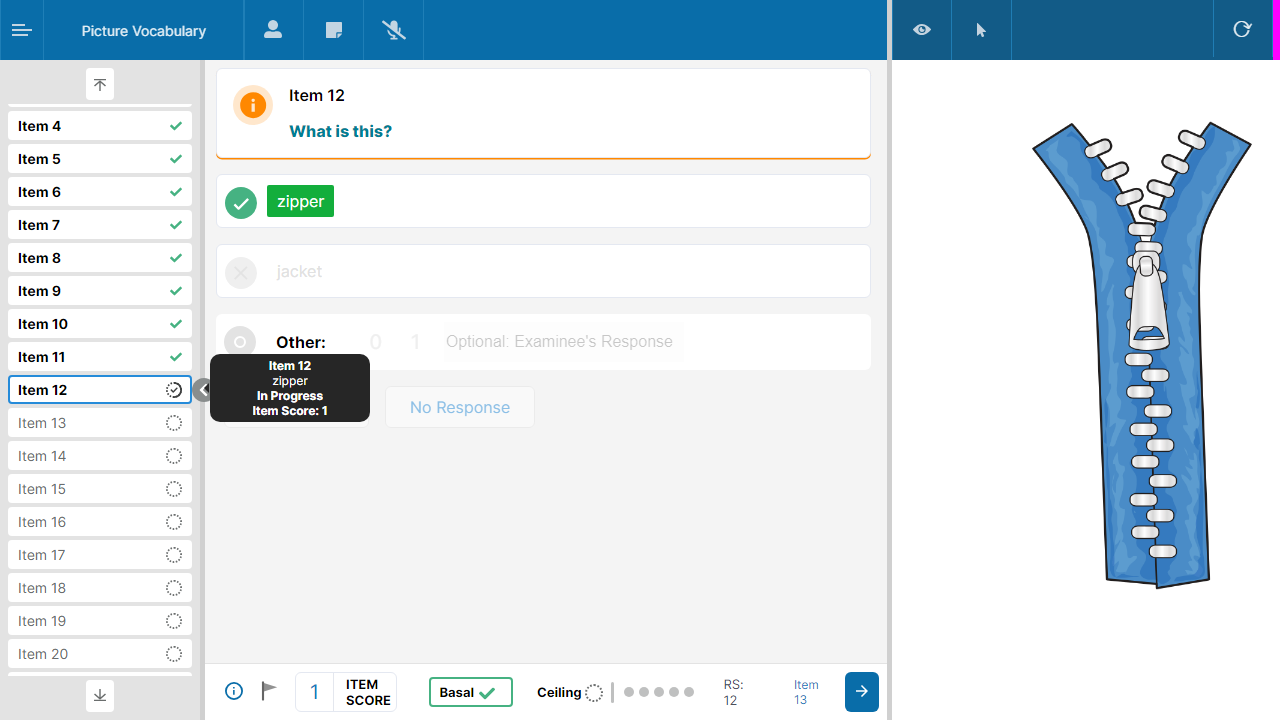 Picture Vocabulary
Item 4
Item 5
Item 6
Item 7
Item 8
Item 9
Item 10
Item 11
Item 12
Item 13
Item 14
Item 15
Item 16
Item 17
Item 18
Item 19
Item 20
Item 12
What is this?
zipper
jacket
Other: 0 1 Optional: Examinee's Response
Item 12
zipper
In Progress
Item Score: 1
No Response
1 ITEM SCORE
Basal
Ceiling
RS: 12
Item 13